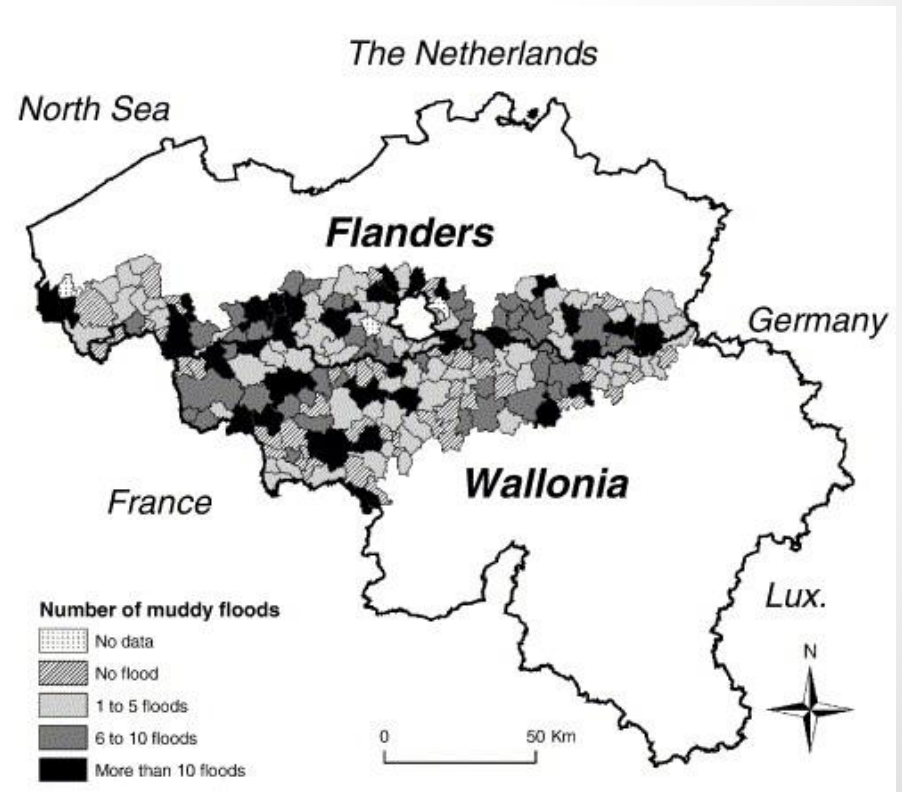 The Netherlands
North Sea
Flanders
Germany
Wallonia
France
Lux.
Number of muddy floods
No data
No flood
1 to 5 floods
6 to 10 floods
More than 10 floods
0 50 Km
N